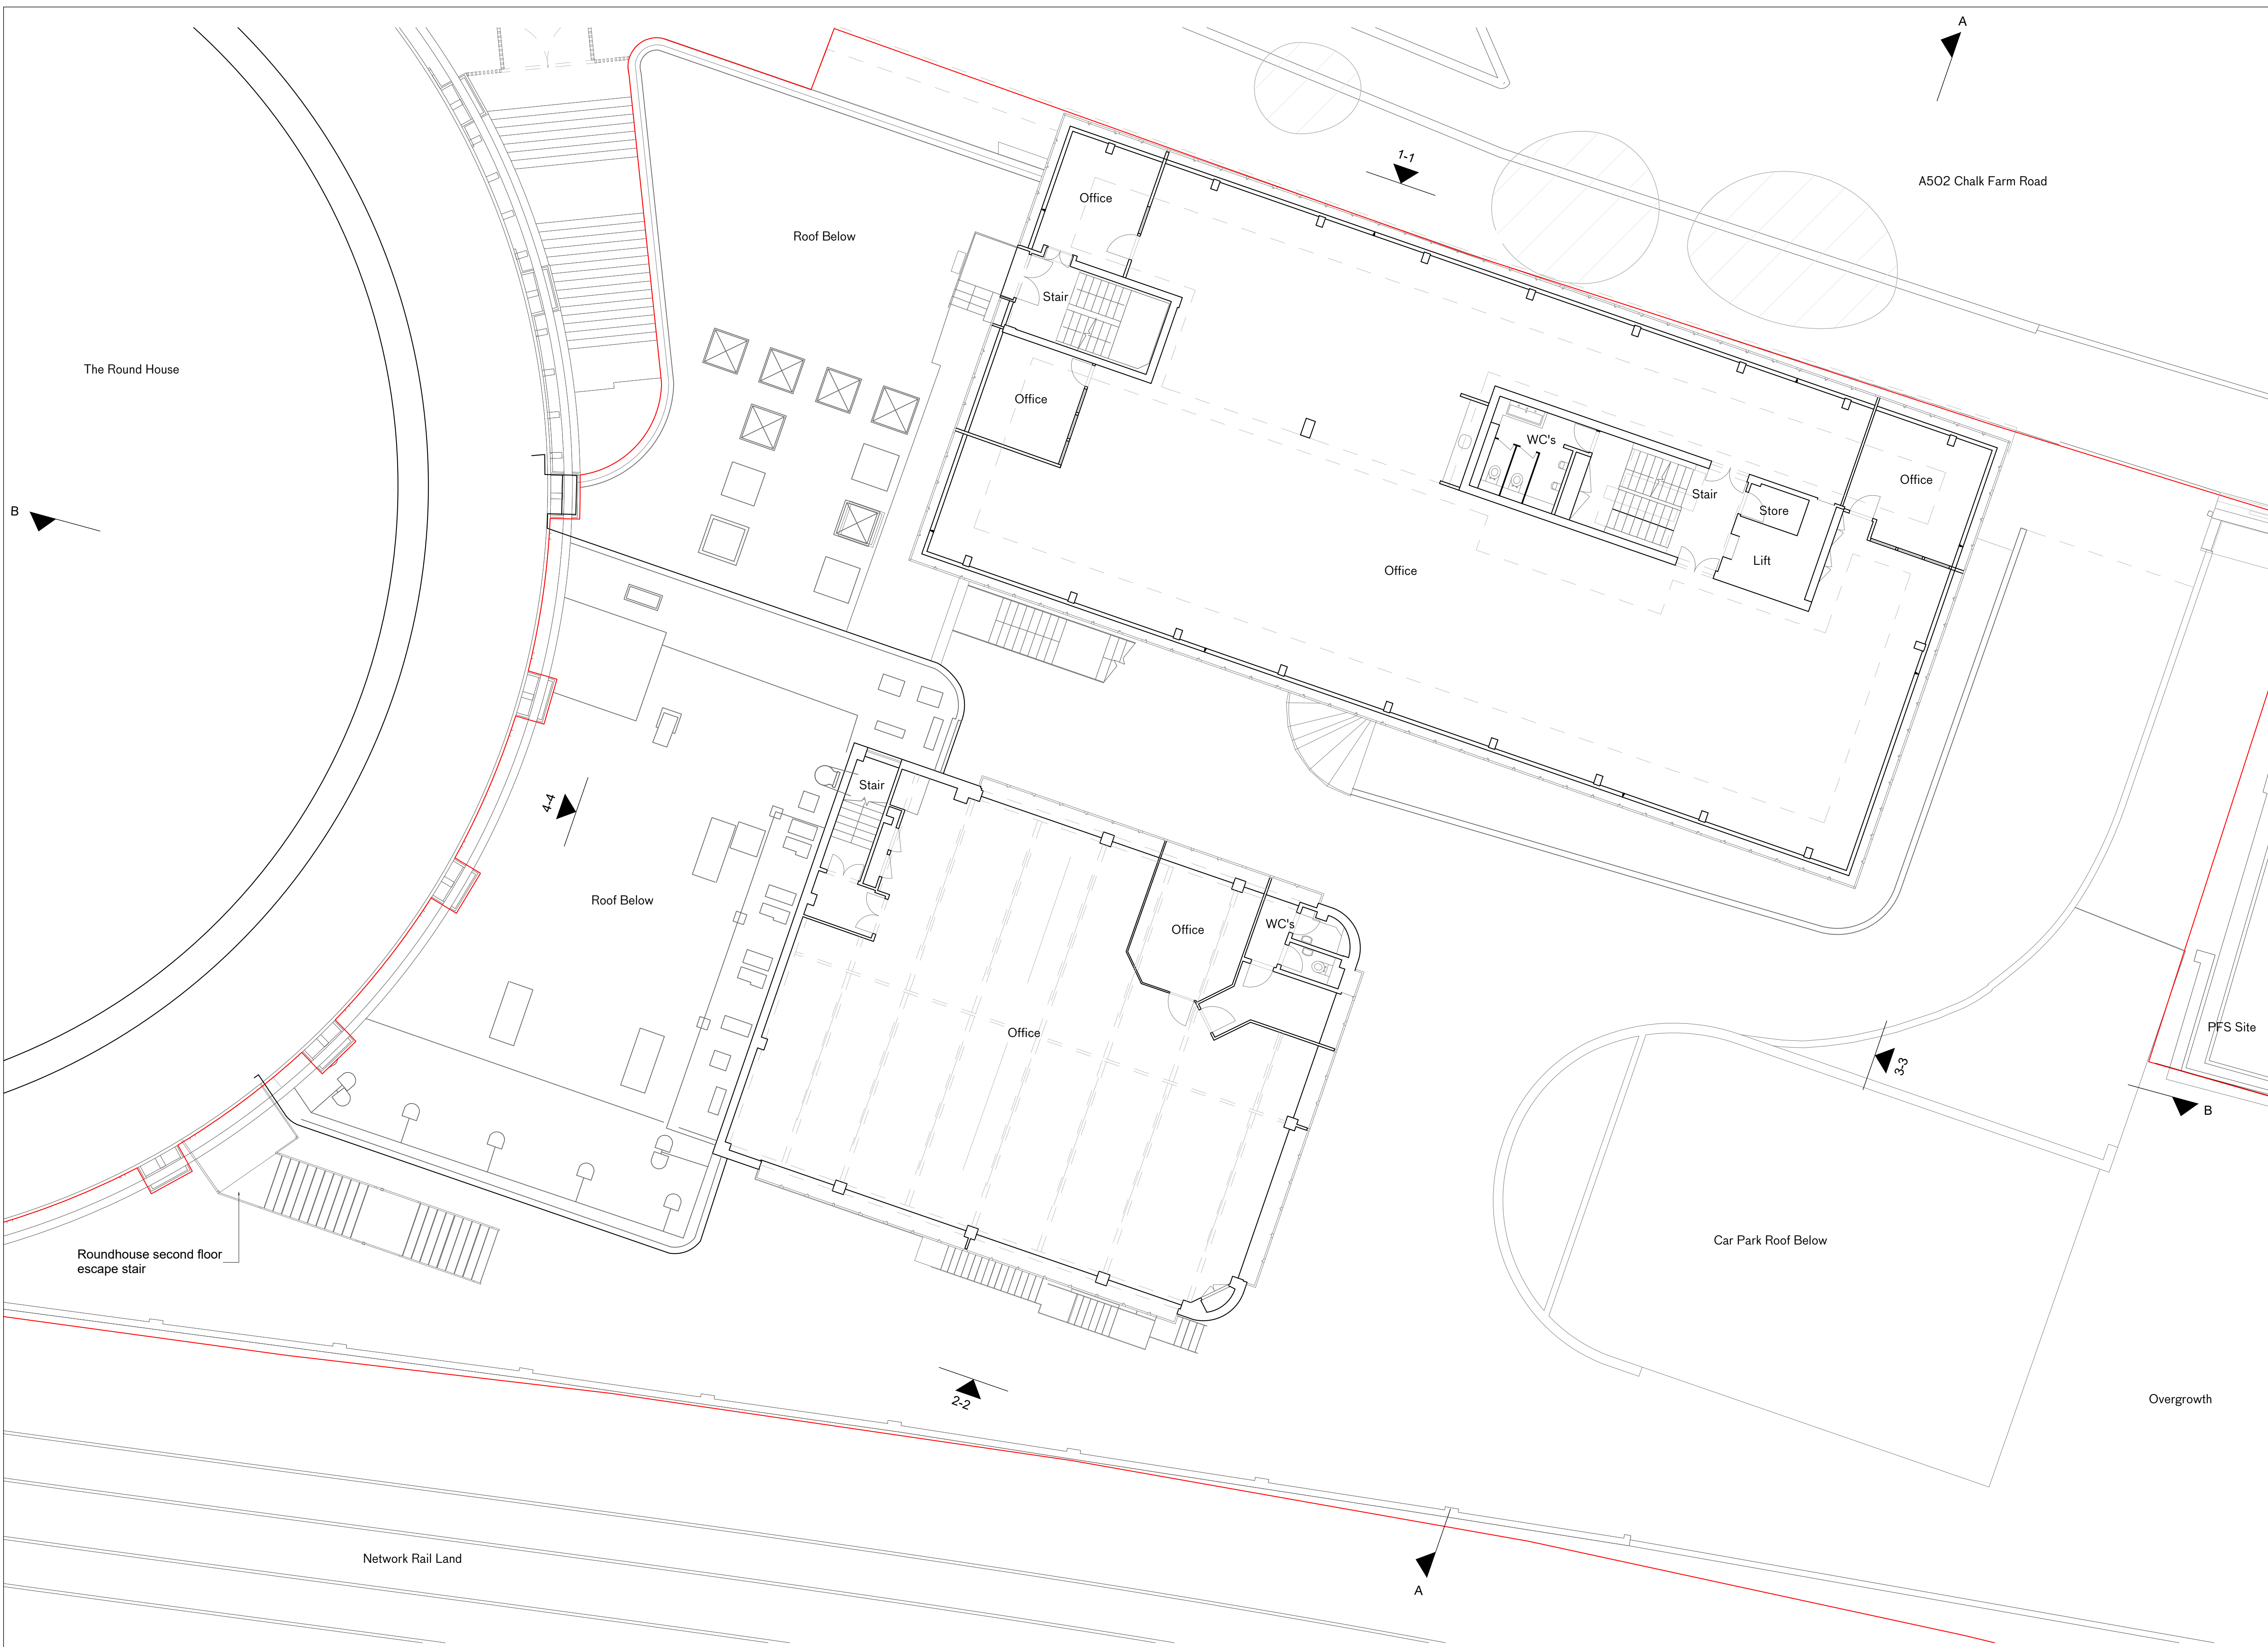 A
1-1
A502 Chalk Farm Road
Office
Roof Below
Stair
The Round House
Office
WC's
Office
Stair
Store
B
Lift
Office
Stair
4-4
Roof Below
Office
WC's
Office
PFS Site
3-3
B
Roundhouse second floor
escape stair
Car Park Roof Below
2-2
Overgrowth
Network Rail Land
A